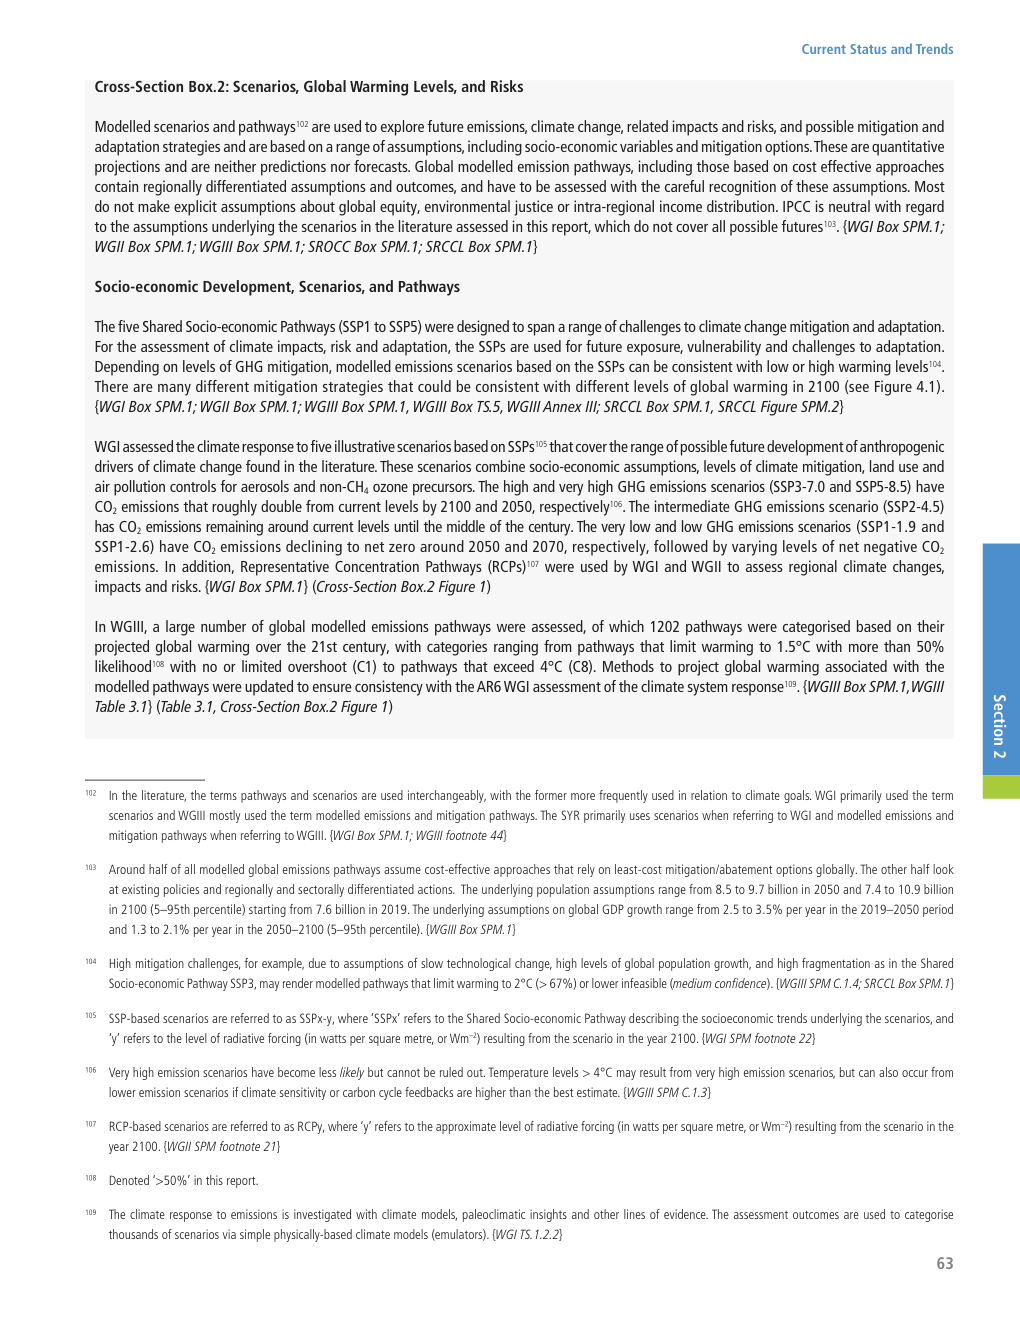 Current Status and Trends
Cross-Section Box.2: Scenarios, Global Warming Levels, and Risks
Modelled scenarios and pathways102 are used to explore future emissions, climate change, related impacts and risks, and possible mitigation and
adaptation strategies and are based on a range of assumptions, including socio-economic variables and mitigation options. These are quantitative
projections and are neither predictions nor forecasts. Global modelled emission pathways, including those based on cost effective approaches
contain regionally differentiated assumptions and outcomes, and have to be assessed with the careful recognition of these assumptions. Most
do not make explicit assumptions about global equity, environmental justice or intra-regional income distribution. IPCC is neutral with regard
to the assumptions underlying the scenarios in the literature assessed in this report, which do not cover all possible futures103. {WGI Box SPM.1;
WGII Box SPM.1; WGIII Box SPM.1; SROCC Box SPM.1; SRCCL Box SPM.1}
Socio-economic Development, Scenarios, and Pathways
The five Shared Socio-economic Pathways (SSP1 to SSP5) were designed to span a range of challenges to climate change mitigation and adaptation.
For the assessment of climate impacts, risk and adaptation, the SSPs are used for future exposure, vulnerability and challenges to adaptation.
Depending on levels of GHG mitigation, modelled emissions scenarios based on the SSPs can be consistent with low or high warming levels104.
There are many different mitigation strategies that could be consistent with different levels of global warming in 2100 (see Figure 4.1).
{WGI Box SPM.1; WGII Box SPM.1; WGIII Box SPM.1, WGIII Box TS.5, WGIII Annex III; SRCCL Box SPM.1, SRCCL Figure SPM.2}
WGI assessed the climate response to five illustrative scenarios based on SSPs105 that cover the range of possible future development of anthropogenic
drivers of climate change found in the literature. These scenarios combine socio-economic assumptions, levels of climate mitigation, land use and
air pollution controls for aerosols and non-CH4 ozone precursors. The high and very high GHG emissions scenarios (SSP3-7.0 and SSP5-8.5) have
CO2 emissions that roughly double from current levels by 2100 and 2050, respectively106. The intermediate GHG emissions scenario (SSP2-4.5)
has CO2 emissions remaining around current levels until the middle of the century. The very low and low GHG emissions scenarios (SSP1-1.9 and
SSP1-2.6) have CO2 emissions declining to net zero around 2050 and 2070, respectively, followed by varying levels of net negative CO2
emissions. In addition, Representative Concentration Pathways (RCPs)107 were used by WGI and WGII to assess regional climate changes,
impacts and risks. {WGI Box SPM.1} (Cross-Section Box.2 Figure 1)
In WGIII, a large number of global modelled emissions pathways were assessed, of which 1202 pathways were categorised based on their
projected global warming over the 21st century, with categories ranging from pathways that limit warming to 1.5°C with more than 50%
likelihood108 with no or limited overshoot (C1) to pathways that exceed 4°C (C8). Methods to project global warming associated with the
modelled pathways were updated to ensure consistency with the AR6 WGI assessment of the climate system response109. {WGIII Box SPM.1, WGIII
Table 3.1} (Table 3.1, Cross-Section Box.2 Figure 1)
Section 2
102 In the literature, the terms pathways and scenarios are used interchangeably, with the former more frequently used in relation to climate goals. WGI primarily used the term
scenarios and WGIII mostly used the term modelled emissions and mitigation pathways. The SYR primarily uses scenarios when referring to WGI and modelled emissions and
mitigation pathways when referring to WGIII. {WGI Box SPM.1; WGIII footnote 44}
103 Around half of all modelled global emissions pathways assume cost-effective approaches that rely on least-cost mitigation/abatement options globally. The other half look
at existing policies and regionally and sectorally differentiated actions. The underlying population assumptions range from 8.5 to 9.7 billion in 2050 and 7.4 to 10.9 billion
in 2100 (5–95th percentile) starting from 7.6 billion in 2019. The underlying assumptions on global GDP growth range from 2.5 to 3.5% per year in the 2019–2050 period
and 1.3 to 2.1% per year in the 2050–2100 (5–95th percentile). {WGIII Box SPM.1}
104 High mitigation challenges, for example, due to assumptions of slow technological change, high levels of global population growth, and high fragmentation as in the Shared
Socio-economic Pathway SSP3, may render modelled pathways that limit warming to 2°C (> 67%) or lower infeasible (medium confidence). {WGIII SPM C.1.4; SRCCL Box SPM.1}
105 SSP-based scenarios are referred to as SSPx-y, where ‘SSPx’ refers to the Shared Socio-economic Pathway describing the socioeconomic trends underlying the scenarios, and
‘y’ refers to the level of radiative forcing (in watts per square metre, or Wm–2) resulting from the scenario in the year 2100. {WGI SPM footnote 22}
106 Very high emission scenarios have become less likely but cannot be ruled out. Temperature levels > 4°C may result from very high emission scenarios, but can also occur from
lower emission scenarios if climate sensitivity or carbon cycle feedbacks are higher than the best estimate. {WGIII SPM C.1.3}
107 RCP-based scenarios are referred to as RCPy, where ‘y’ refers to the approximate level of radiative forcing (in watts per square metre, or Wm–2) resulting from the scenario in the
year 2100. {WGII SPM footnote 21}
108 Denoted ‘>50%’ in this report.
109 The climate response to emissions is investigated with climate models, paleoclimatic insights and other lines of evidence. The assessment outcomes are used to categorise
thousands of scenarios via simple physically-based climate models (emulators). {WGI TS.1.2.2}
63